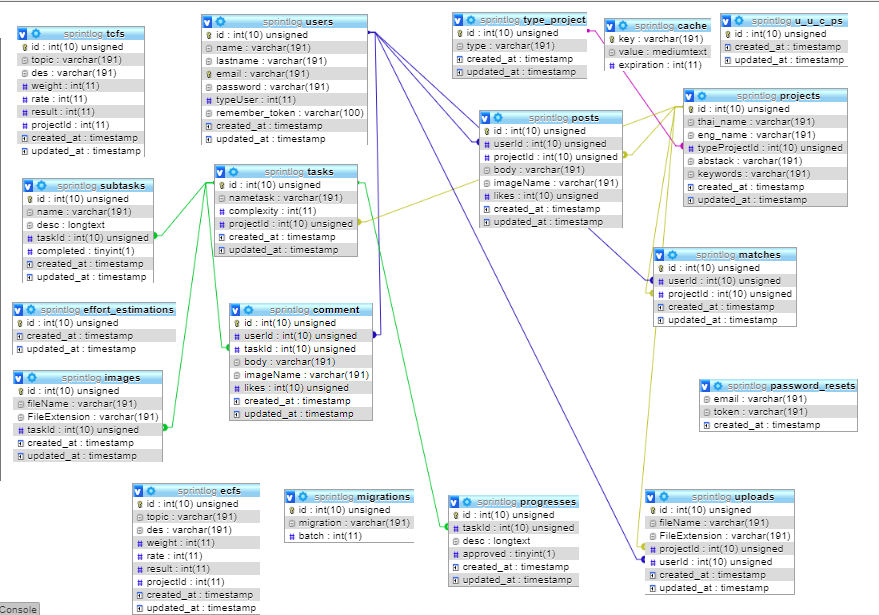 sprintlog tcfs
id : int(10) unsigned
topic : varchar(191)
des : varchar(191)
weight : int(11)
rate : int(11)
result : int(11)
projectId : int(11)
created_at : timestamp
updated_at : timestamp
sprintlog users
id : int(10) unsigned
name : varchar(191)
lastname : varchar(191)
email : varchar(191)
password : varchar(191)
typeUser : int(11)
remember_token : varchar(100)
created_at : timestamp
updated_at : timestamp
sprintlog type_project
id : int(10) unsigned
type : varchar(191)
created_at : timestamp
updated_at : timestamp
sprintlog cache
key : varchar(191)
value : mediumtext
expiration : int(11)
sprintlog u_u_c_ps
id : int(10) unsigned
created_at : timestamp
updated_at : timestamp
sprintlog projects
id : int(10) unsigned
thai_name : varchar(191)
eng_name : varchar(191)
typeProjectId : int(10) unsigned
abstack : varchar(191)
keywords : varchar(191)
created_at : timestamp
updated_at : timestamp
sprintlog posts
id : int(10) unsigned
userId : int(10) unsigned
projectId : int(10) unsigned
body : varchar(191)
imageName : varchar(191)
likes : int(10) unsigned
created_at : timestamp
updated_at : timestamp
sprintlog subtasks
id : int(10) unsigned
name : varchar(191)
desc : longtext
taskId : int(10) unsigned
completed : tinyint(1)
created_at : timestamp
updated_at : timestamp
sprintlog tasks
id : int(10) unsigned
nametask : varchar(191)
complexity : int(11)
projectId : int(10) unsigned
created_at : timestamp
updated_at : timestamp
sprintlog matches
id : int(10) unsigned
userId : int(10) unsigned
projectId : int(10) unsigned
created_at : timestamp
updated_at : timestamp
sprintlog effort_estimations
id : int(10) unsigned
created_at : timestamp
updated_at : timestamp
sprintlog comment
id : int(10) unsigned
userId : int(10) unsigned
taskId : int(10) unsigned
body : varchar(191)
imageName : varchar(191)
likes : int(10) unsigned
created_at : timestamp
updated_at : timestamp
sprintlog images
id : int(10) unsigned
fileName : varchar(191)
FileExtension : varchar(191)
taskId : int(10) unsigned
created_at : timestamp
updated_at : timestamp
sprintlog password_resets
email : varchar(191)
token : varchar(191)
created_at : timestamp
sprintlog ecfs
id : int(10) unsigned
topic : varchar(191)
des : varchar(191)
weight : int(11)
rate : int(11)
result : int(11)
projectId : int(11)
created_at : timestamp
updated_at : timestamp
sprintlog migrations
id : int(10) unsigned
migration : varchar(191)
batch : int(11)
sprintlog progresses
id : int(10) unsigned
taskId : int(10) unsigned
desc : longtext
approved : tinyint(1)
created_at : timestamp
updated_at : timestamp
sprintlog uploads
id : int(10) unsigned
fileName : varchar(191)
FileExtension : varchar(191)
projectId : int(10) unsigned
userId : int(10) unsigned
created_at : timestamp
updated_at : timestamp
Console